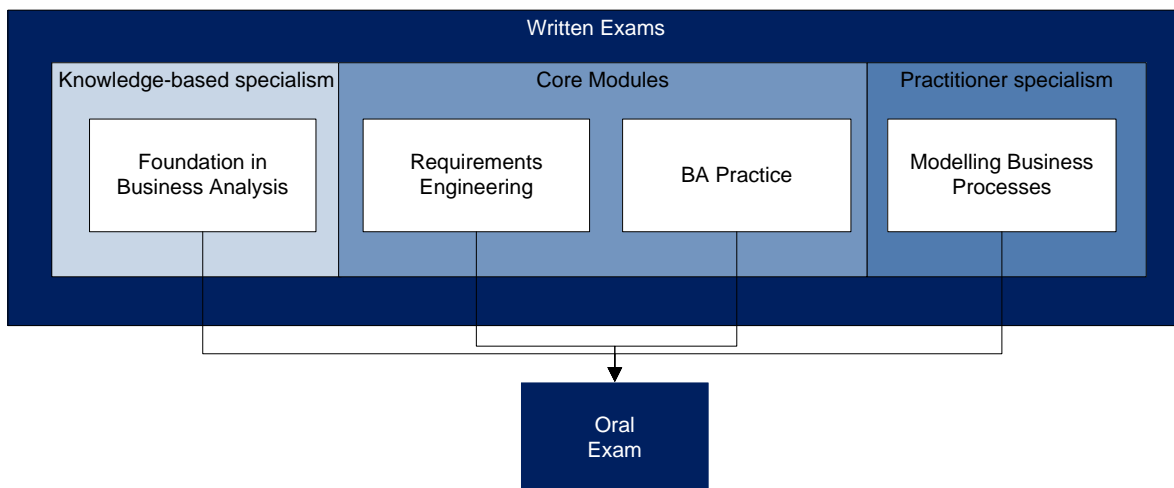 Written Exams
Knowledge-based specialism
Core Modules
Practitioner specialism
Foundation in
Business Analysis
Requirements
Engineering
BA Practice
Modelling Business
Processes
Oral
Exam